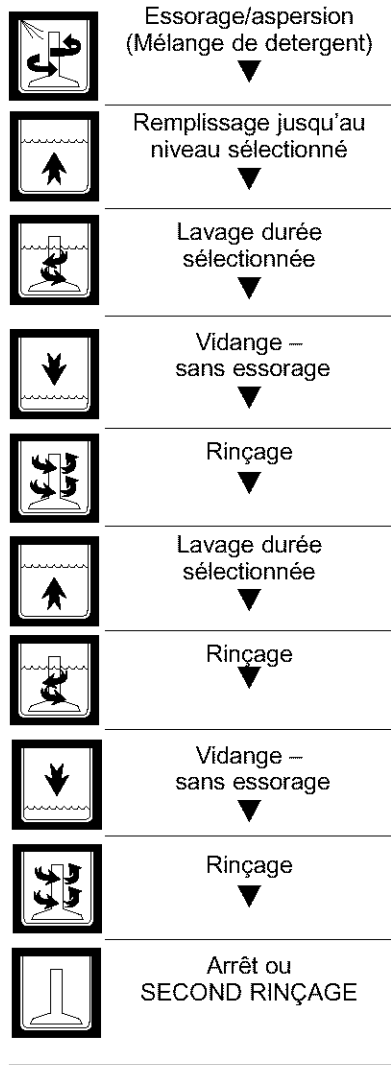 Essorage/aspersion
(Mélange de detergent)
Remplissage jusqu'au
niveau sélectionné
Lavage durée
sélectionnée
Vidange –
sans essorage
Rinçage
Lavage durée
sélectionnée
Rinçage
Vidange –
sans essorage
Rinçage
Arrêt ou
SECOND RINÇAGE